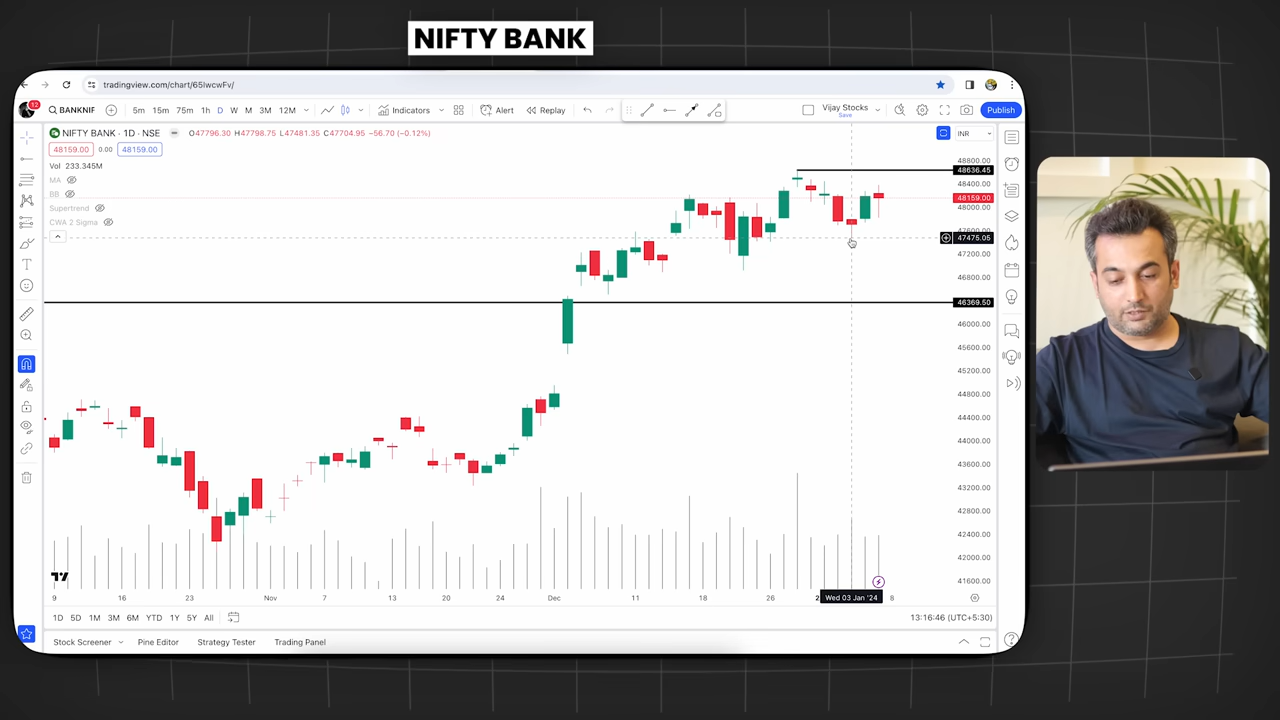 NIFTY BANK
tradingview.com/chart/65IwcwFv/
12 BANKNIF 5m 15m 75m 1h D W M 3M 12M Indicators Alert Replay Vijay Stocks Save Publish
NIFTY BANK · 1D · NSE O47796.30 H47798.75 L47481.35 C47704.95 −56.70 (−0.12%) INR
48159.00 0.00 48159.00
Vol 233.345M
MA
BB
Supertrend
CWA 2 Sigma
48800.00
48636.45
48400.00
48159.00
48000.00
47475.05
47200.00
46800.00
46369.50
46000.00
45600.00
45200.00
44800.00
44400.00
44000.00
43600.00
43200.00
42800.00
42400.00
42000.00
41600.00
9 16 23 Nov 7 13 18 24 Dec 11 18 26 Wed 03 Jan '24 8
1D 5D 1M 3M 6M YTD 1Y 5Y All 13:16:46 (UTC+5:30)
Stock Screener Pine Editor Strategy Tester Trading Panel